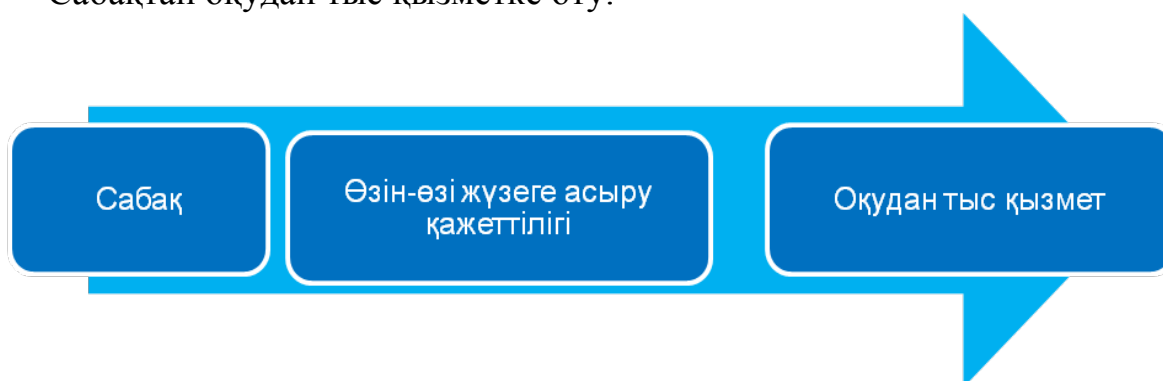 Сабақтан оқудан тыс қызметке өту:
Сабақ
Өзін-өзі жүзеге асыру
қажеттілігі
Оқудан тыс қызмет